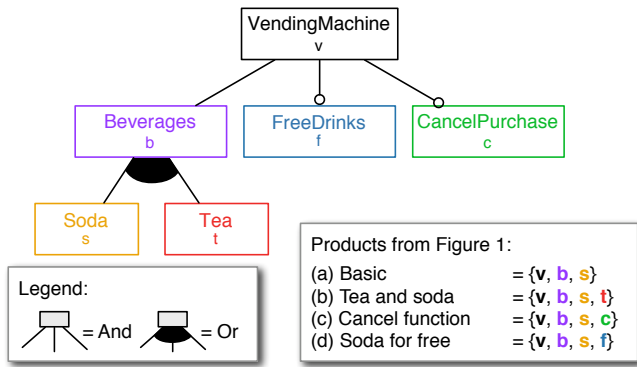 VendingMachine
v
Beverages
b
FreeDrinks
f
CancelPurchase
c
Soda
s
Tea
t
Legend:
= And
= Or
Products from Figure 1:
(a) Basic = {v, b, s}
(b) Tea and soda = {v, b, s, t}
(c) Cancel function = {v, b, s, c}
(d) Soda for free = {v, b, s, f}